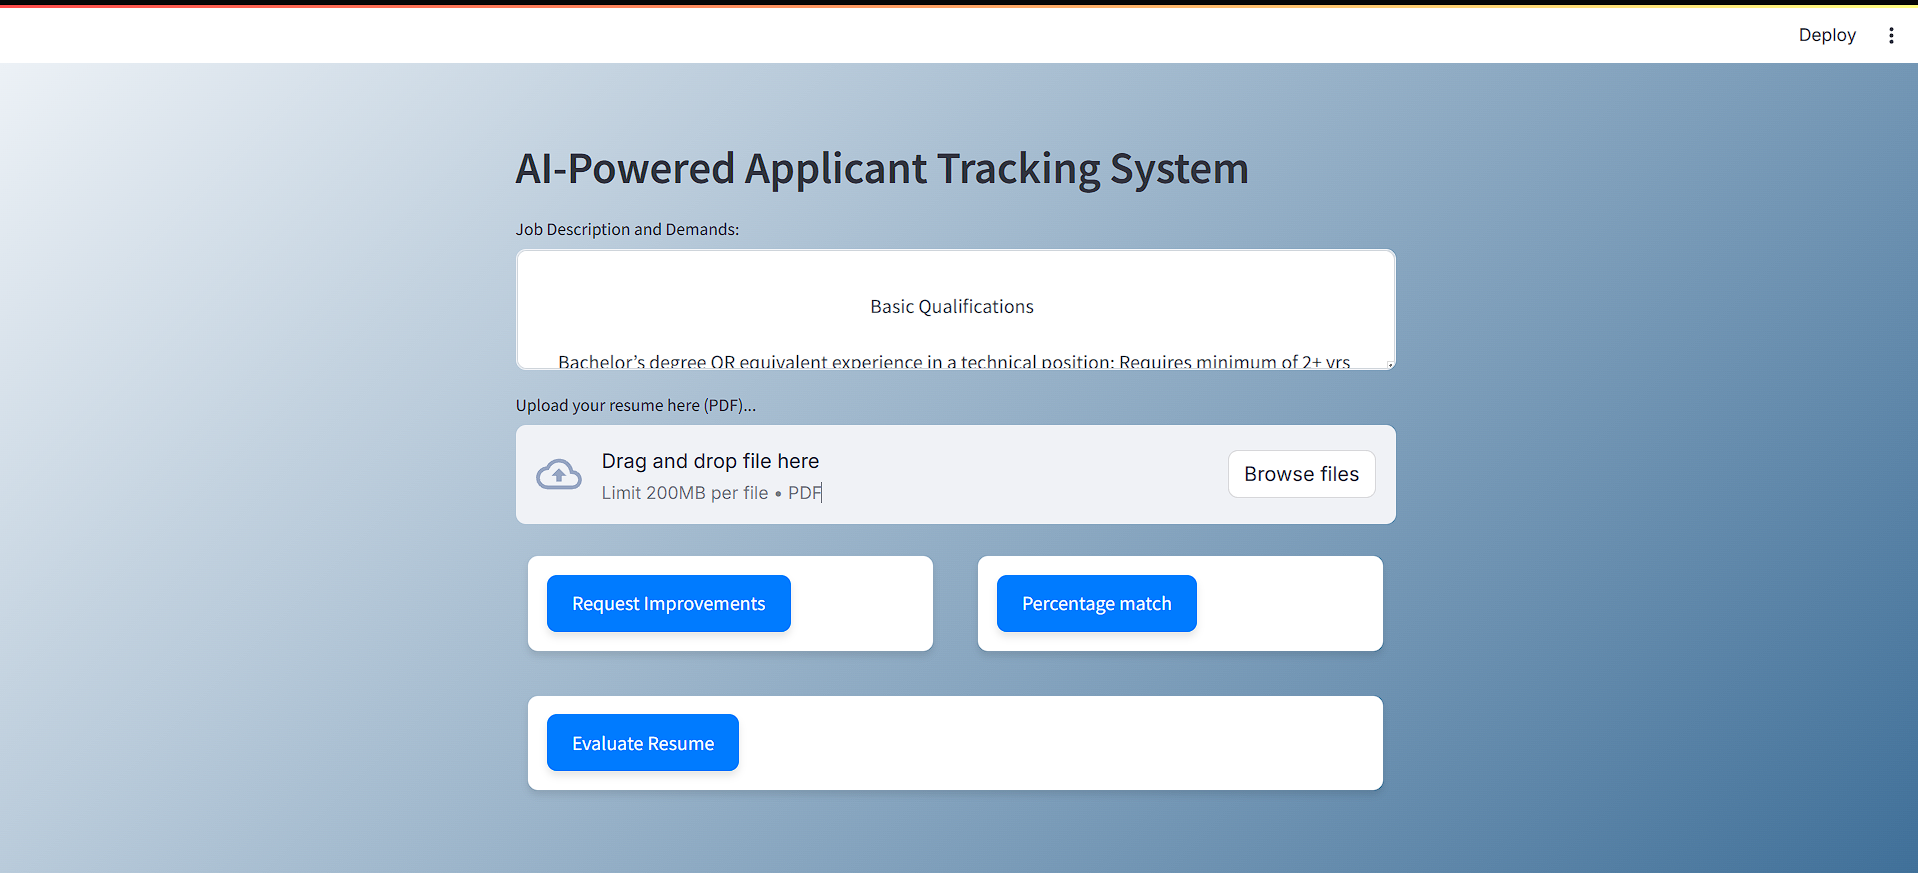 Deploy
AI-Powered Applicant Tracking System
Job Description and Demands:
Basic Qualifications
Bachelor’s degree OR equivalent experience in a technical position; Requires minimum of 2+ yrs
Upload your resume here (PDF)...
Drag and drop file here
Limit 200MB per file • PDF
Browse files
Request Improvements
Percentage match
Evaluate Resume